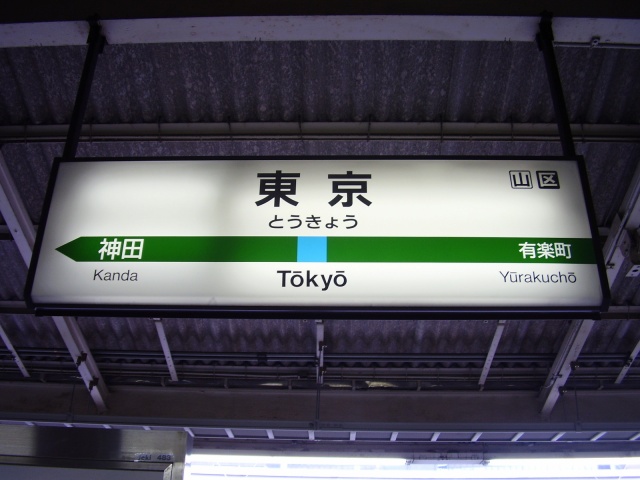 東京
山 区
とうきょう
神田
有楽町
Kanda
Tōkyō
Yūrakuchō